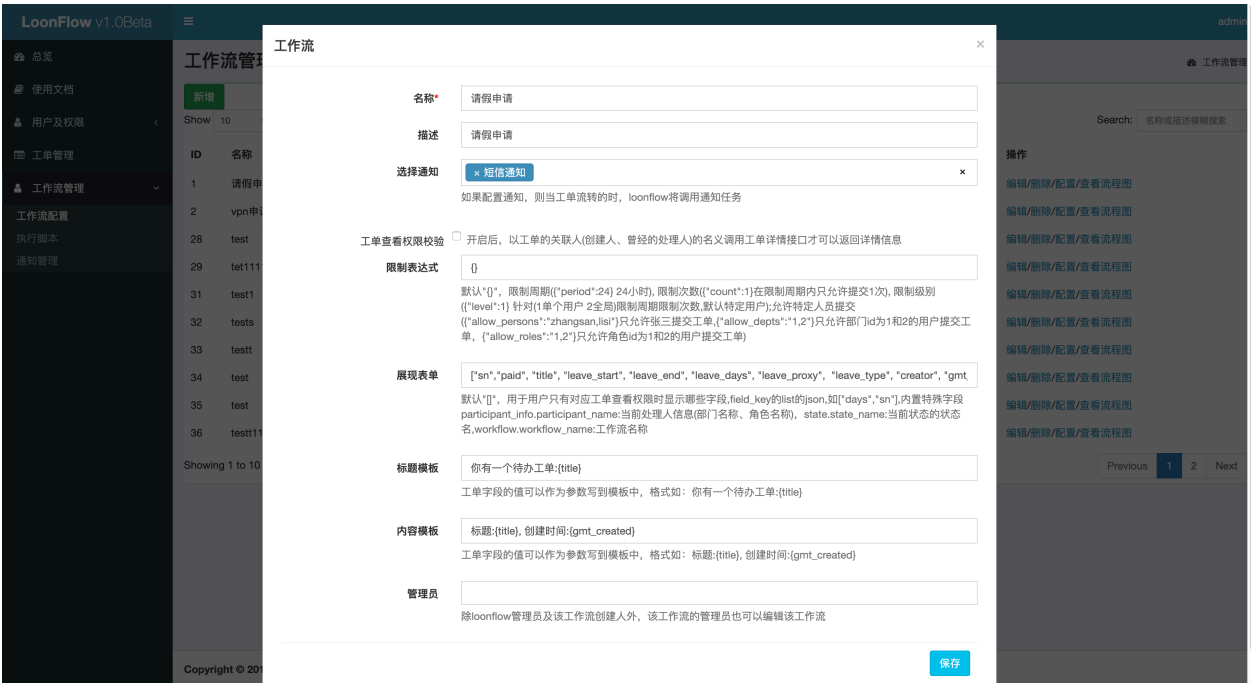 LoonFlow v1.0Beta
admin
总览
使用文档
用户及权限
工单管理
工作流管理
工作流配置
执行脚本
通知管理
工作流管
工作流管理
新增
Show 10
Search: 名称或描述模糊搜索
ID 名称 操作
1 请假申 编辑/删除/配置/查看流程图
2 vpn申 编辑/删除/配置/查看流程图
28 test 编辑/删除/配置/查看流程图
29 tet111 编辑/删除/配置/查看流程图
31 test1 编辑/删除/配置/查看流程图
32 tests 编辑/删除/配置/查看流程图
33 testt 编辑/删除/配置/查看流程图
34 test 编辑/删除/配置/查看流程图
35 test 编辑/删除/配置/查看流程图
36 testt11 编辑/删除/配置/查看流程图
Showing 1 to 10
Previous 1 2 Next
Copyright © 201
工作流 ×
名称* 请假申请
描述 请假申请
选择通知 × 短信通知 ×
如果配置通知，则当工单流转的时，loonflow将调用通知任务
工单查看权限校验 开启后，以工单的关联人(创建人、曾经的处理人)的名义调用工单详情接口才可以返回详情信息
限制表达式 {}
默认"{}"，限制周期({"period":24} 24小时), 限制次数({"count":1}在限制周期内只允许提交1次), 限制级别
({"level":1} 针对(1单个用户 2全局)限制周期限制次数,默认特定用户);允许特定人员提交
({"allow_persons":"zhangsan,lisi"}只允许张三提交工单,{"allow_depts":"1,2"}只允许部门id为1和2的用户提交工
单，{"allow_roles":"1,2"}只允许角色id为1和2的用户提交工单)
展现表单 ["sn","paid", "title", "leave_start", "leave_end", "leave_days", "leave_proxy", "leave_type", "creator", "gmt_
默认"[]"，用于用户只有对应工单查看权限时显示哪些字段,field_key的list的json,如["days","sn"],内置特殊字段
participant_info.participant_name:当前处理人信息(部门名称、角色名称)，state.state_name:当前状态的状态
名,workflow.workflow_name:工作流名称
标题模板 你有一个待办工单:{title}
工单字段的值可以作为参数写到模板中，格式如：你有一个待办工单:{title}
内容模板 标题:{title}, 创建时间:{gmt_created}
工单字段的值可以作为参数写到模板中，格式如：标题:{title}, 创建时间:{gmt_created}
管理员
除loonflow管理员及该工作流创建人外，该工作流的管理员也可以编辑该工作流
保存